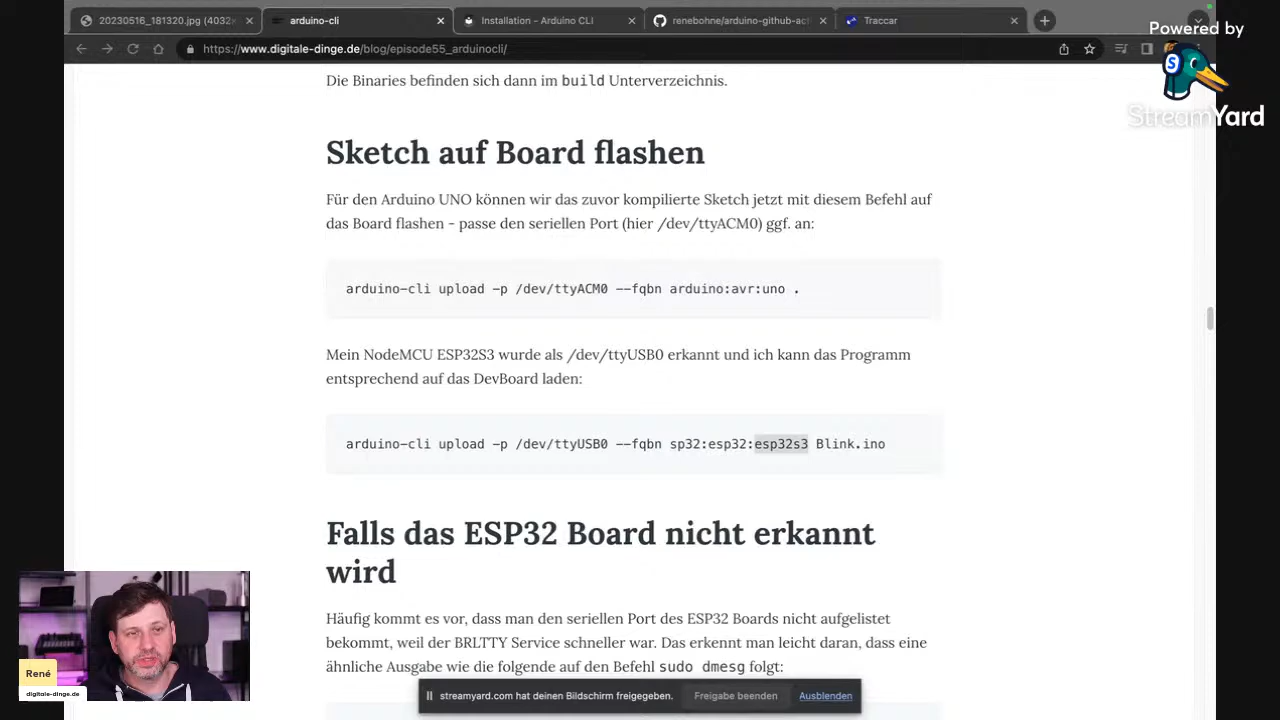 20230516_181320.jpg (4032×
arduino-cli
Installation - Arduino CLI
renebohne/arduino-github-act
Traccar
https://www.digitale-dinge.de/blog/episode55_arduinocli/
Powered by
S
StreamYard
Die Binaries befinden sich dann im build Unterverzeichnis.
Sketch auf Board flashen
Für den Arduino UNO können wir das zuvor kompilierte Sketch jetzt mit diesem Befehl auf
das Board flashen - passe den seriellen Port (hier /dev/ttyACM0) ggf. an:
arduino-cli upload -p /dev/ttyACM0 --fqbn arduino:avr:uno .
Mein NodeMCU ESP32S3 wurde als /dev/ttyUSB0 erkannt und ich kann das Programm
entsprechend auf das DevBoard laden:
arduino-cli upload -p /dev/ttyUSB0 --fqbn sp32:esp32:esp32s3 Blink.ino
Falls das ESP32 Board nicht erkannt
wird
Häufig kommt es vor, dass man den seriellen Port des ESP32 Boards nicht aufgelistet
bekommt, weil der BRLTTY Service schneller war. Das erkennt man leicht daran, dass eine
ähnliche Ausgabe wie die folgende auf den Befehl sudo dmesg folgt:
René
digitale-dinge.de
streamyard.com hat deinen Bildschirm freigegeben.
Freigabe beenden
Ausblenden